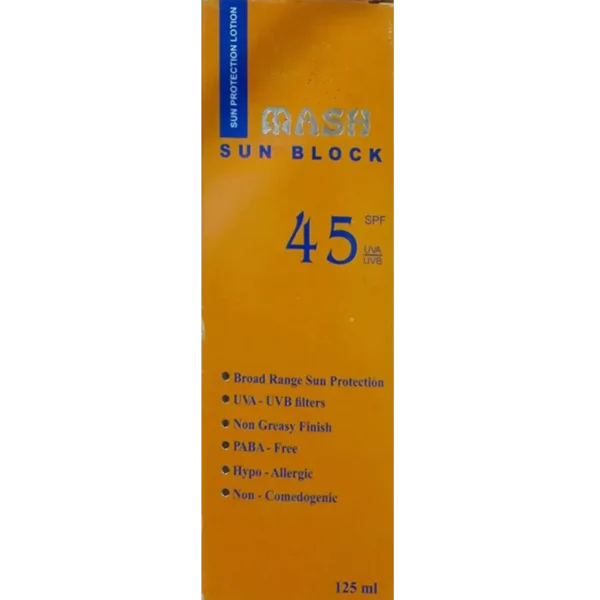 SUN PROTECTION LOTION
MASH
SUN BLOCK
45
SPF
UVA
UVB
Broad Range Sun Protection
UVA - UVB filters
Non Greasy Finish
PABA - Free
Hypo - Allergic
Non - Comedogenic
125 ml